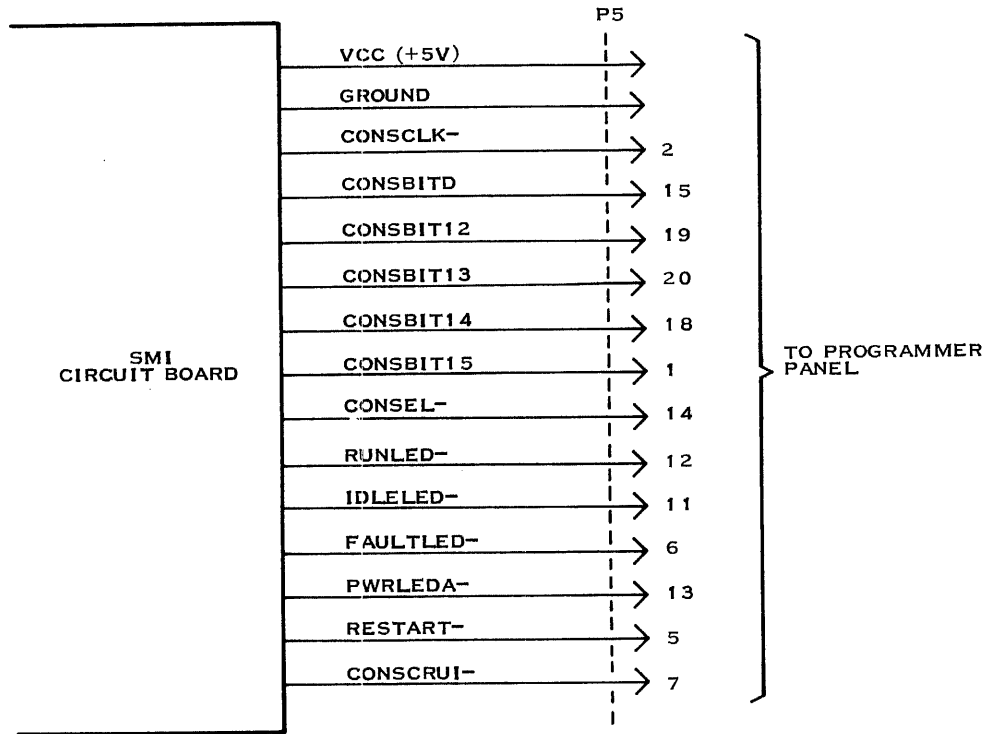 P5
VCC (+5V)
GROUND
CONSCLK- 2
CONSBITD 15
CONSBIT12 19
CONSBIT13 20
CONSBIT14 18
CONSBIT15 1
CONSEL- 14
RUNLED- 12
IDLELED- 11
FAULTLED- 6
PWRLEDA- 13
RESTART- 5
CONSCRUI- 7
SMI
CIRCUIT BOARD
TO PROGRAMMER
PANEL